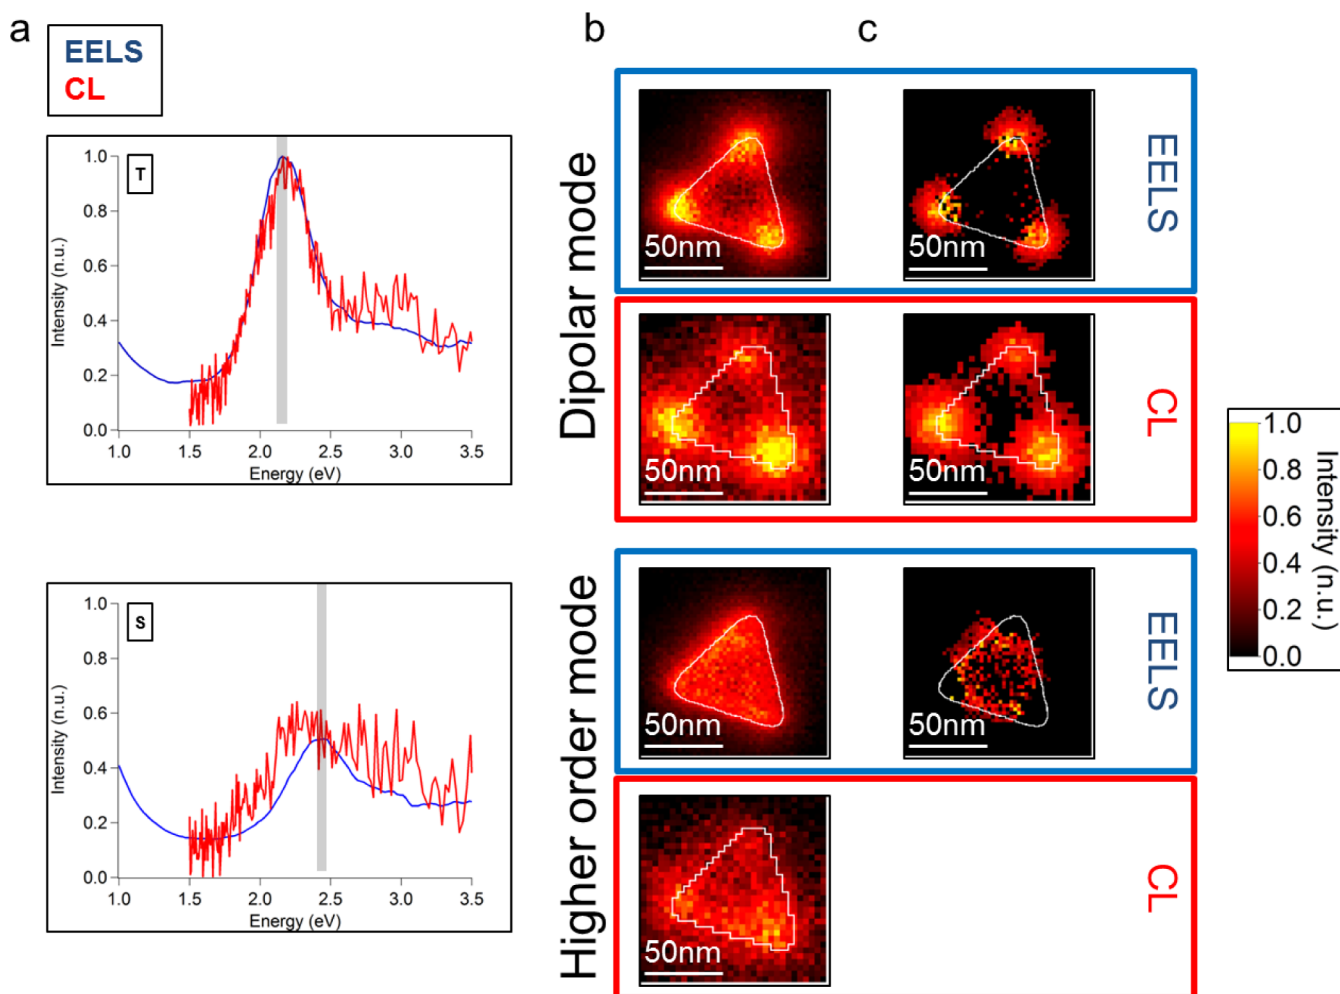 a
b
c
EELS
CL
T
1.0
0.8
0.6
0.4
0.2
0.0
Intensity (n.u.)
1.0 1.5 2.0 2.5 3.0 3.5
Energy (eV)
S
1.0
0.8
0.6
0.4
0.2
0.0
Intensity (n.u.)
1.0 1.5 2.0 2.5 3.0 3.5
Energy (eV)
Dipolar mode
50nm
50nm
EELS
50nm
50nm
CL
Higher order mode
50nm
50nm
EELS
50nm
CL
1.0
0.8
0.6
0.4
0.2
0.0
Intensity (n.u.)